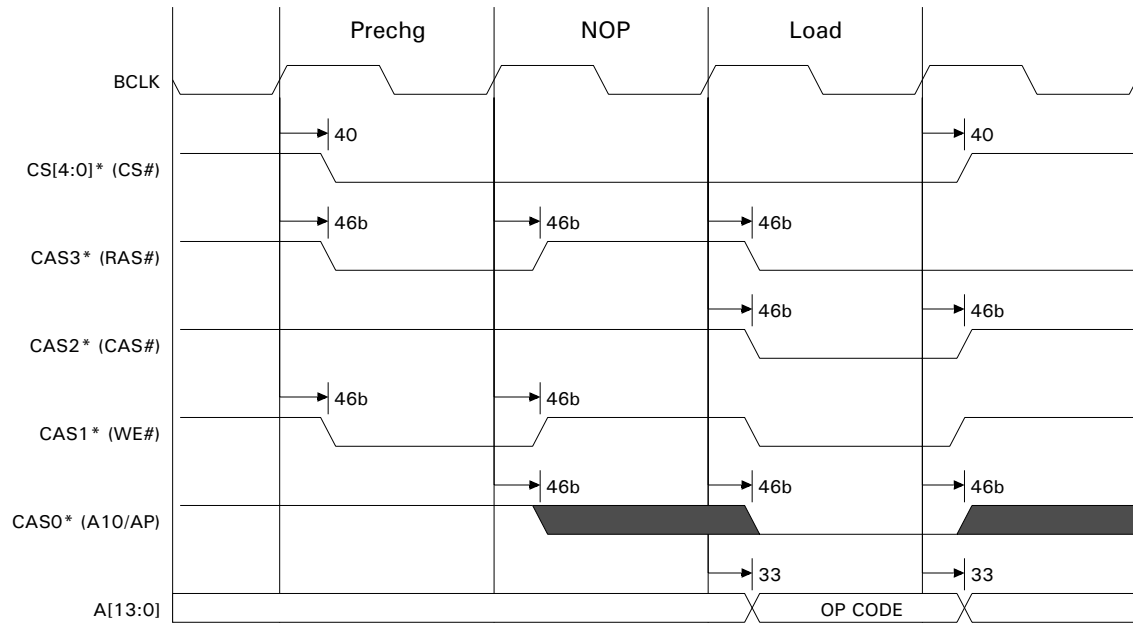 Prechg NOP Load
BCLK
40 40
CS[4:0]* (CS#)
46b 46b 46b
CAS3* (RAS#)
46b 46b
CAS2* (CAS#)
46b 46b
CAS1* (WE#)
46b 46b 46b
CAS0* (A10/AP)
33 33
A[13:0] OP CODE